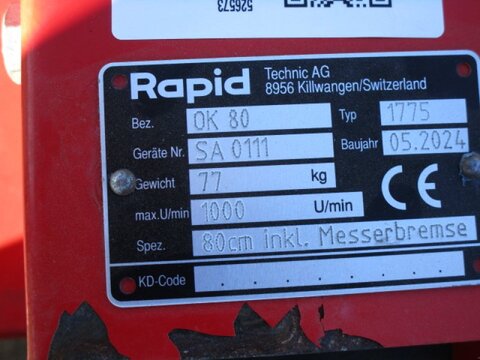 526573
Rapid Technic AG
8956 Killwangen/Switzerland
Bez. OK 80 Typ 1775
Geräte Nr. SA 0111 Baujahr 05.2024
Gewicht 77 kg
max.U/min 1000 U/min
Spez. 80cm inkl. Messerbremse
KD-Code . . . . . . . .
CE